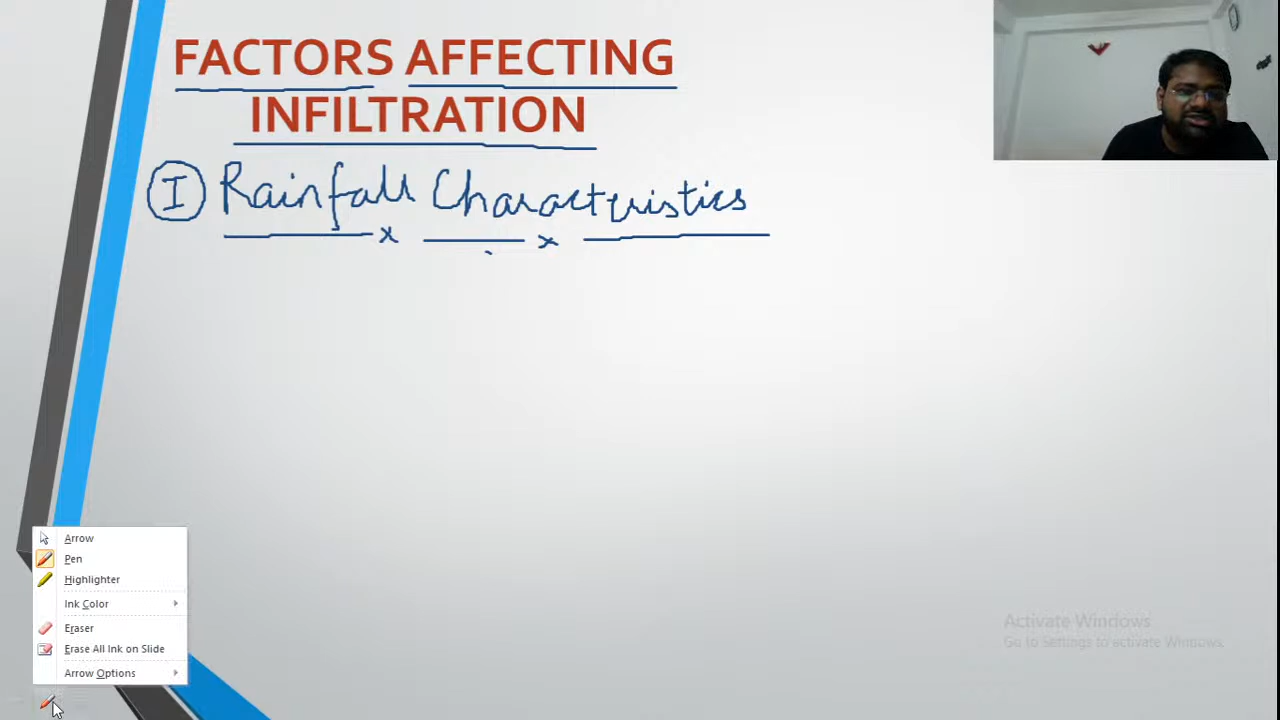 FACTORS AFFECTING
INFILTRATION
I Rainfall Characteristics
Arrow
Pen
Highlighter
Ink Color
Eraser
Erase All Ink on Slide
Arrow Options
Activate Windows
Go to Settings to activate Windows.